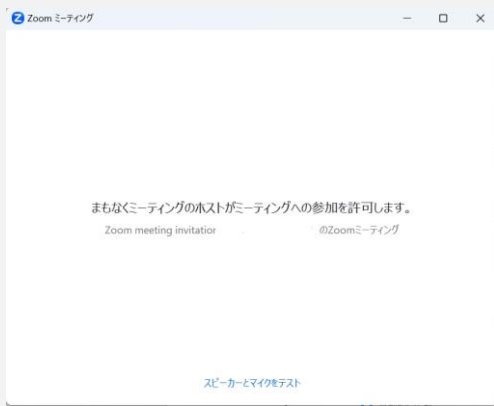 Zoom ミーティング
まもなくミーティングのホストがミーティングへの参加を許可します。
Zoom meeting invitation のZoomミーティング
スピーカーとマイクをテスト